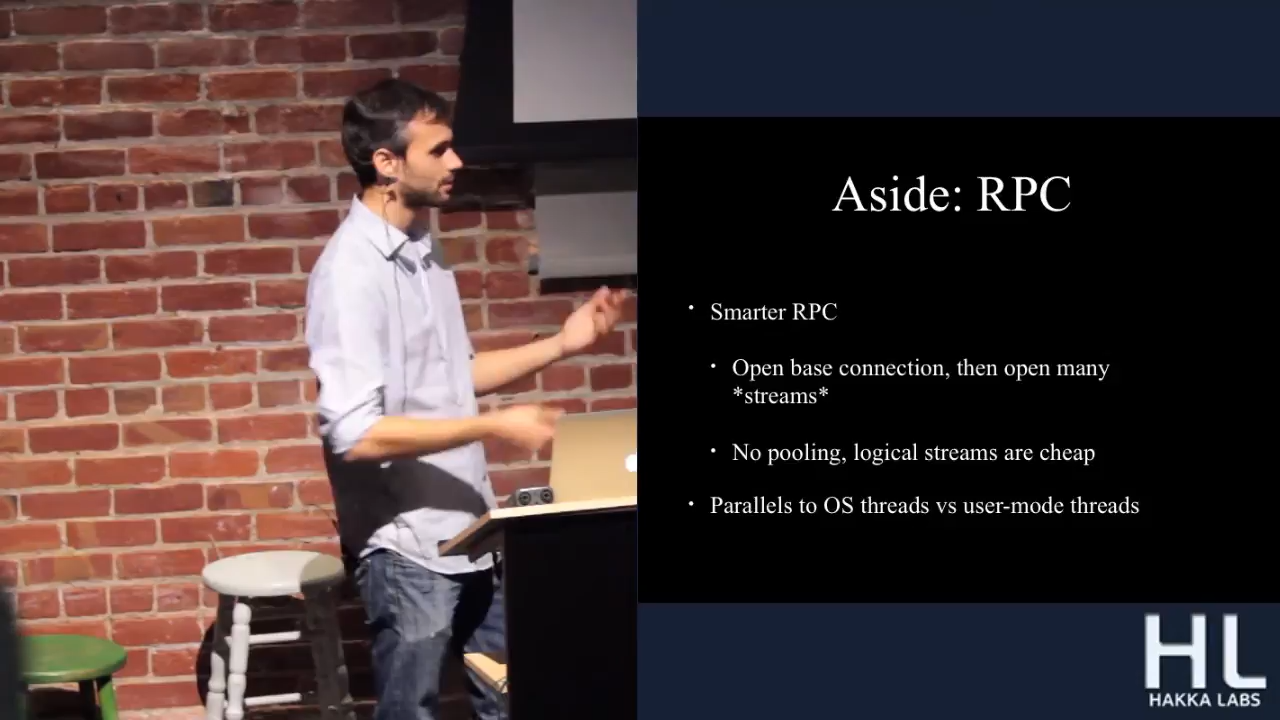 Aside: RPC
• Smarter RPC
• Open base connection, then open many
*streams*
• No pooling, logical streams are cheap
• Parallels to OS threads vs user-mode threads
HL
HAKKA LABS